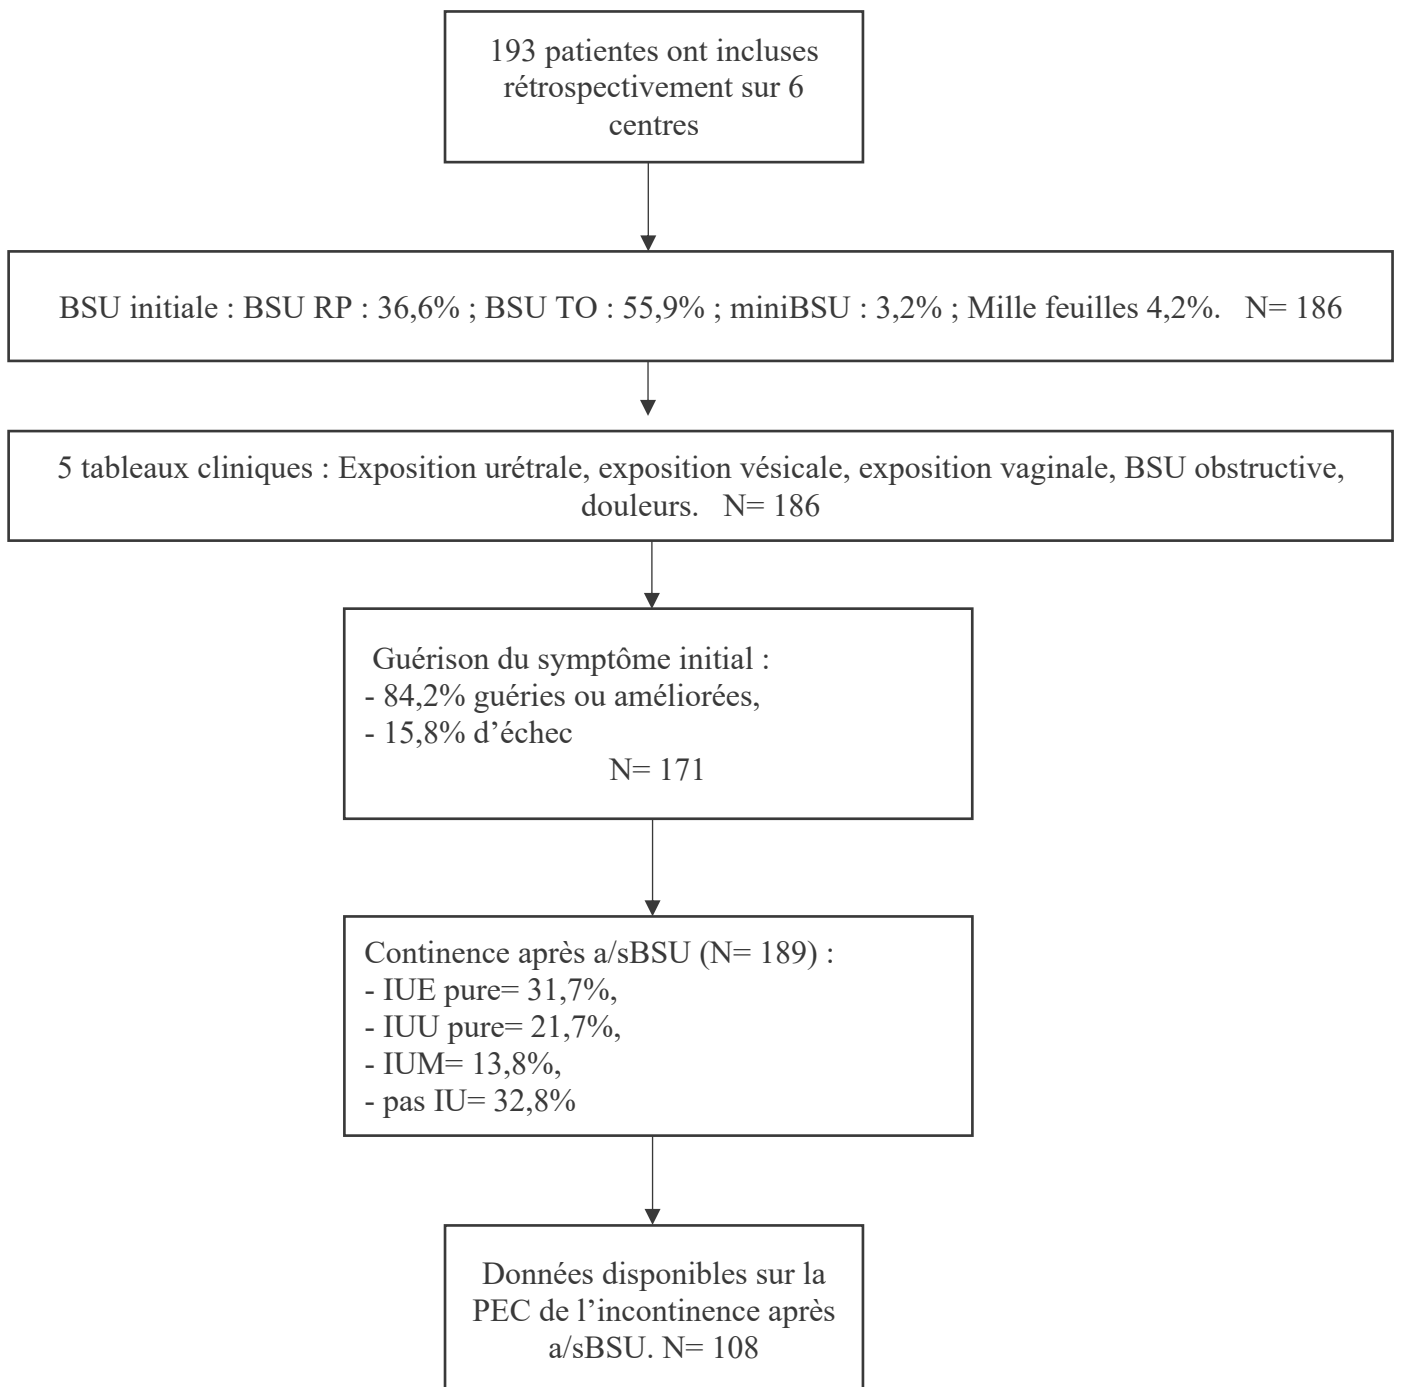 193 patientes ont incluses
rétrospectivement sur 6
centres
BSU initiale : BSU RP : 36,6% ; BSU TO : 55,9% ; miniBSU : 3,2% ; Mille feuilles 4,2%. N= 186
5 tableaux cliniques : Exposition urétrale, exposition vésicale, exposition vaginale, BSU obstructive,
douleurs. N= 186
Guérison du symptôme initial :
- 84,2% guéries ou améliorées,
- 15,8% d’échec
N= 171
Continence après a/sBSU (N= 189) :
- IUE pure= 31,7%,
- IUU pure= 21,7%,
- IUM= 13,8%,
- pas IU= 32,8%
Données disponibles sur la
PEC de l’incontinence après
a/sBSU. N= 108